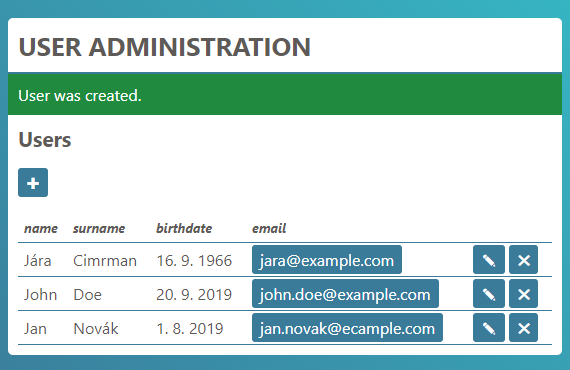 USER ADMINISTRATION
User was created.
Users
name surname birthdate email
Jára Cimrman 16. 9. 1966 jara@example.com
John Doe 20. 9. 2019 john.doe@example.com
Jan Novák 1. 8. 2019 jan.novak@ecample.com